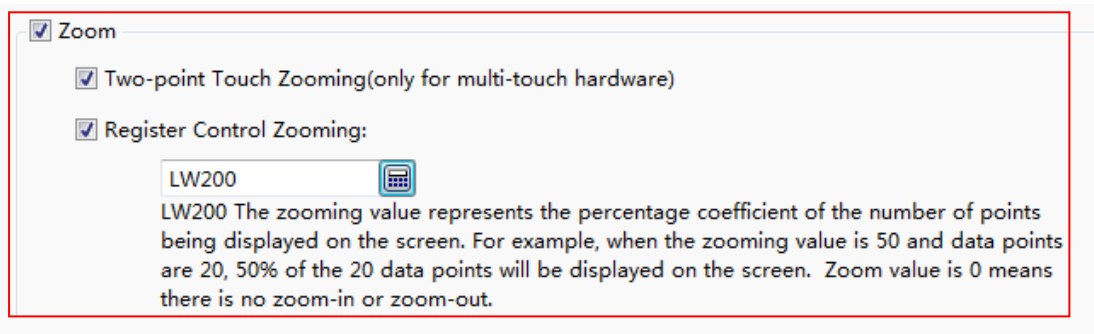 Zoom
Two-point Touch Zooming(only for multi-touch hardware)
Register Control Zooming:
LW200
LW200 The zooming value represents the percentage coefficient of the number of points
being displayed on the screen. For example, when the zooming value is 50 and data points
are 20, 50% of the 20 data points will be displayed on the screen.  Zoom value is 0 means
there is no zoom-in or zoom-out.